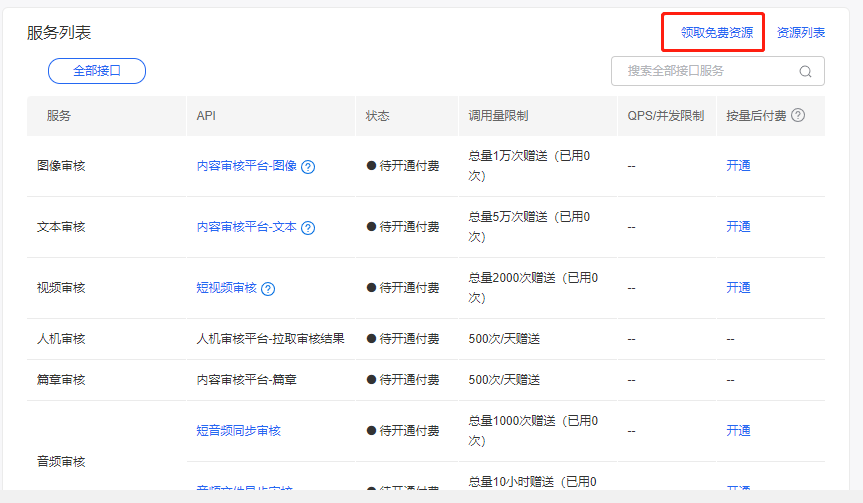 服务列表
领取免费资源 资源列表
全部接口
搜索全部接口服务
服务 API 状态 调用量限制 QPS/并发限制 按量后付费
图像审核 内容审核平台-图像 待开通付费 总量1万次赠送（已用0
次） -- 开通
文本审核 内容审核平台-文本 待开通付费 总量5万次赠送（已用0
次） -- 开通
视频审核 短视频审核 待开通付费 总量2000次赠送（已用0
次） -- 开通
人机审核 人机审核平台-拉取审核结果 待开通付费 500次/天赠送 -- --
篇章审核 内容审核平台-篇章 待开通付费 500次/天赠送 -- --
音频审核
短音频同步审核 待开通付费 总量1000次赠送（已用0
次） -- 开通
音频文件异步审核 待开通付费 总量10小时赠送（已用0
-- 开通